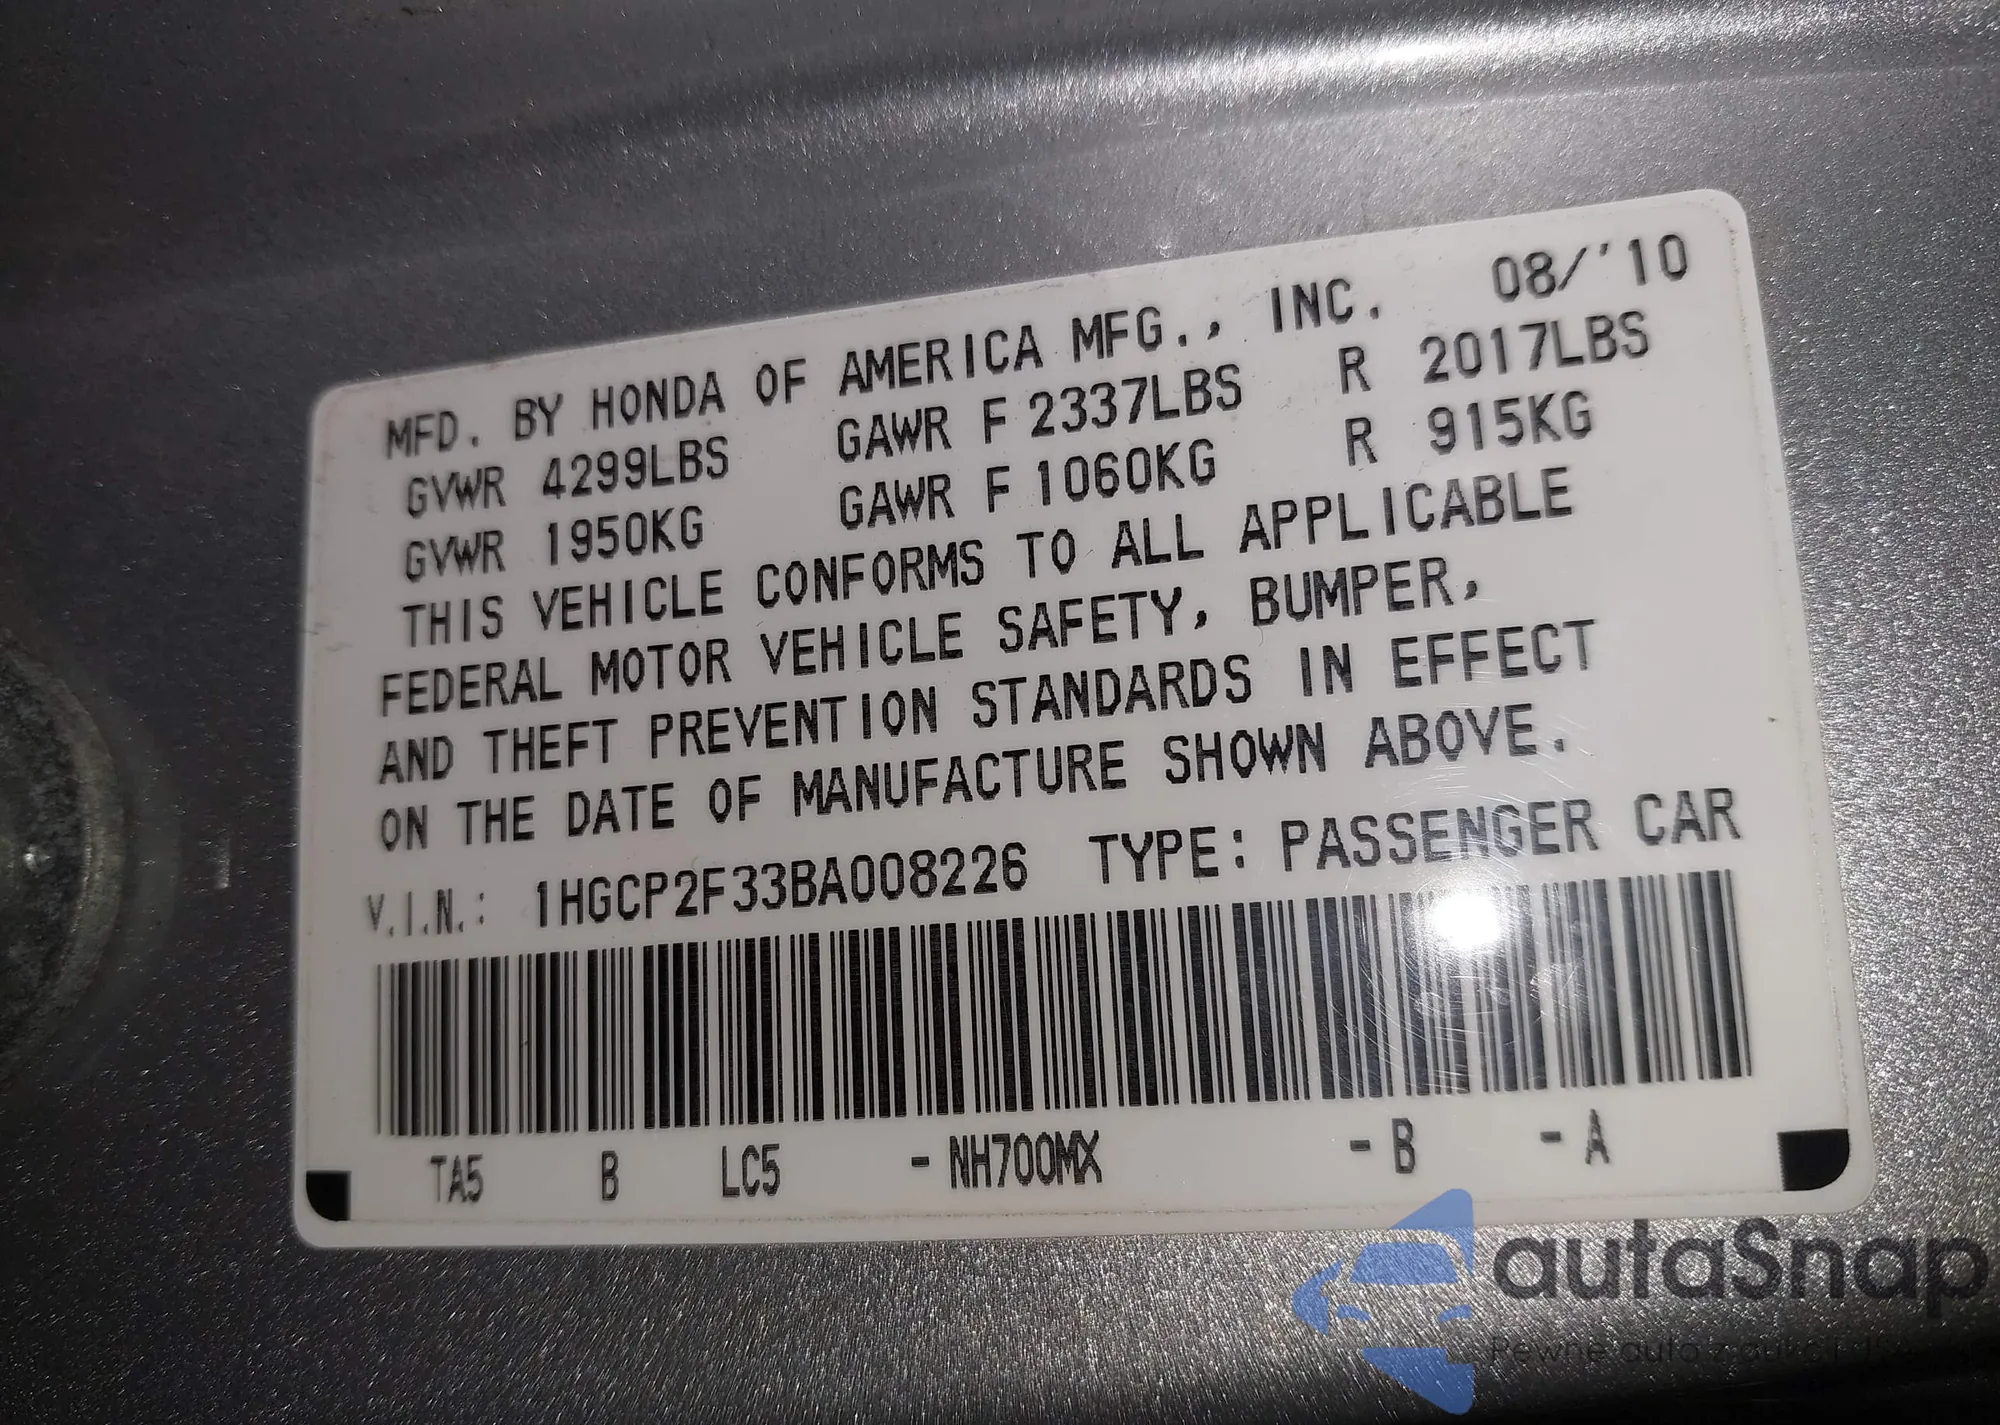 MFD. BY HONDA OF AMERICA MFG., INC. 08/'10
GVWR 4299LBS GAWR F 2337LBS R 2017LBS
GVWR 1950KG GAWR F 1060KG R 915KG
THIS VEHICLE CONFORMS TO ALL APPLICABLE
FEDERAL MOTOR VEHICLE SAFETY, BUMPER,
AND THEFT PREVENTION STANDARDS IN EFFECT
ON THE DATE OF MANUFACTURE SHOWN ABOVE.
V.I.N.: 1HGCP2F33BA008226 TYPE: PASSENGER CAR
TA5 B LC5 -NH700MX -B -A
autaSnap
Pewne auto z